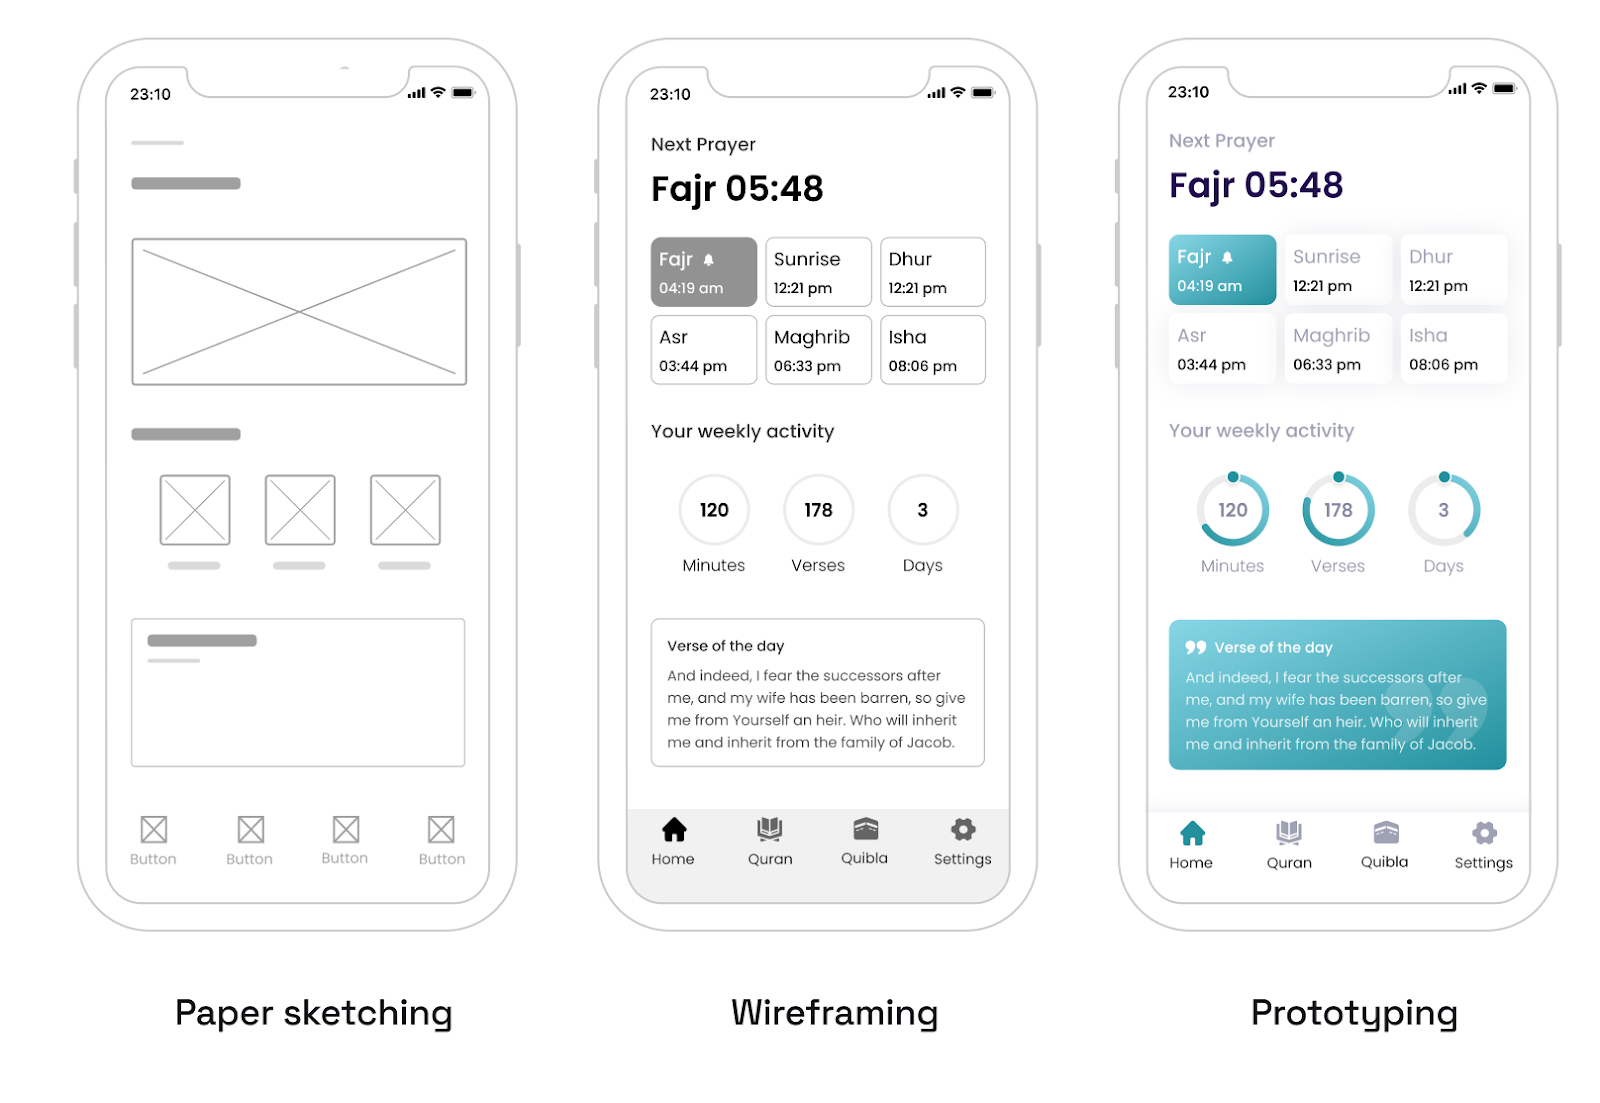 23:10
Button Button Button Button
Paper sketching
23:10
Next Prayer
Fajr 05:48
Fajr Sunrise Dhur
04:19 am 12:21 pm 12:21 pm
Asr Maghrib Isha
03:44 pm 06:33 pm 08:06 pm
Your weekly activity
120 178 3
Minutes Verses Days
Verse of the day
And indeed, I fear the successors after
me, and my wife has been barren, so give
me from Yourself an heir. Who will inherit
me and inherit from the family of Jacob.
Home Quran Quibla Settings
Wireframing
23:10
Next Prayer
Fajr 05:48
Fajr Sunrise Dhur
04:19 am 12:21 pm 12:21 pm
Asr Maghrib Isha
03:44 pm 06:33 pm 08:06 pm
Your weekly activity
120 178 3
Minutes Verses Days
Verse of the day
And indeed, I fear the successors after
me, and my wife has been barren, so give
me from Yourself an heir. Who will inherit
me and inherit from the family of Jacob.
Home Quran Quibla Settings
Prototyping